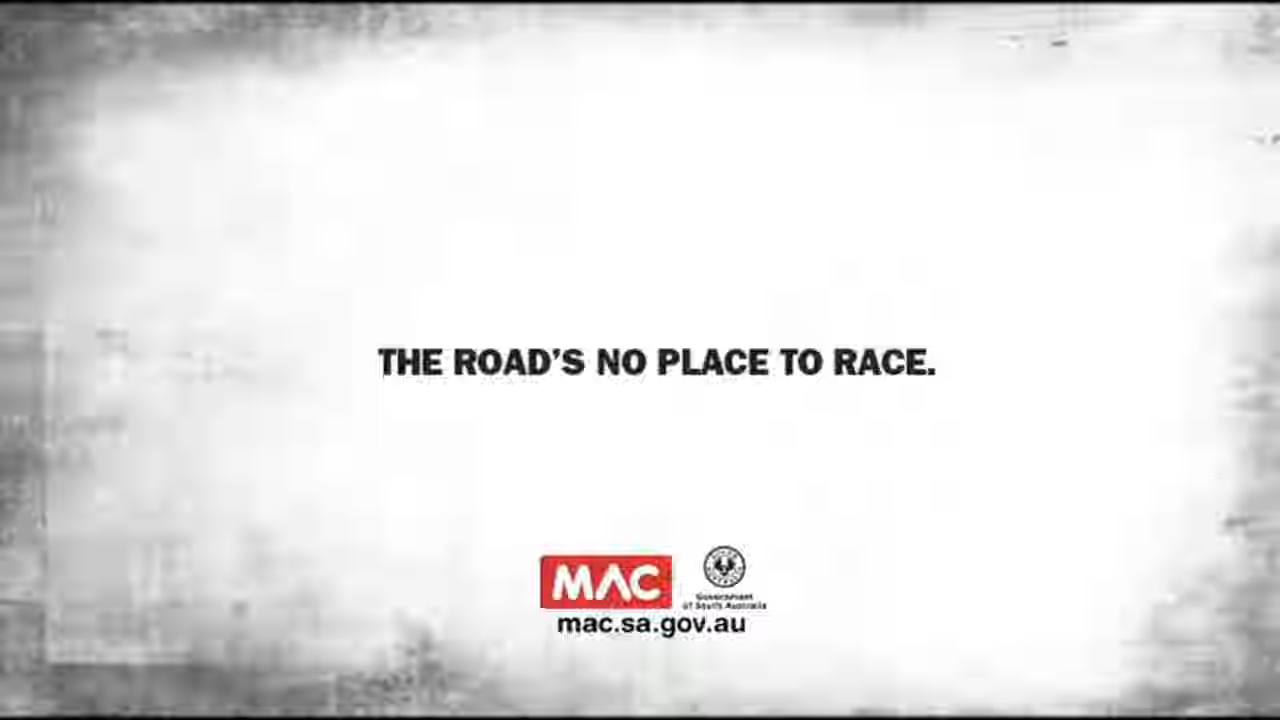 THE ROAD'S NO PLACE TO RACE.
MAC
Government
of South Australia
mac.sa.gov.au